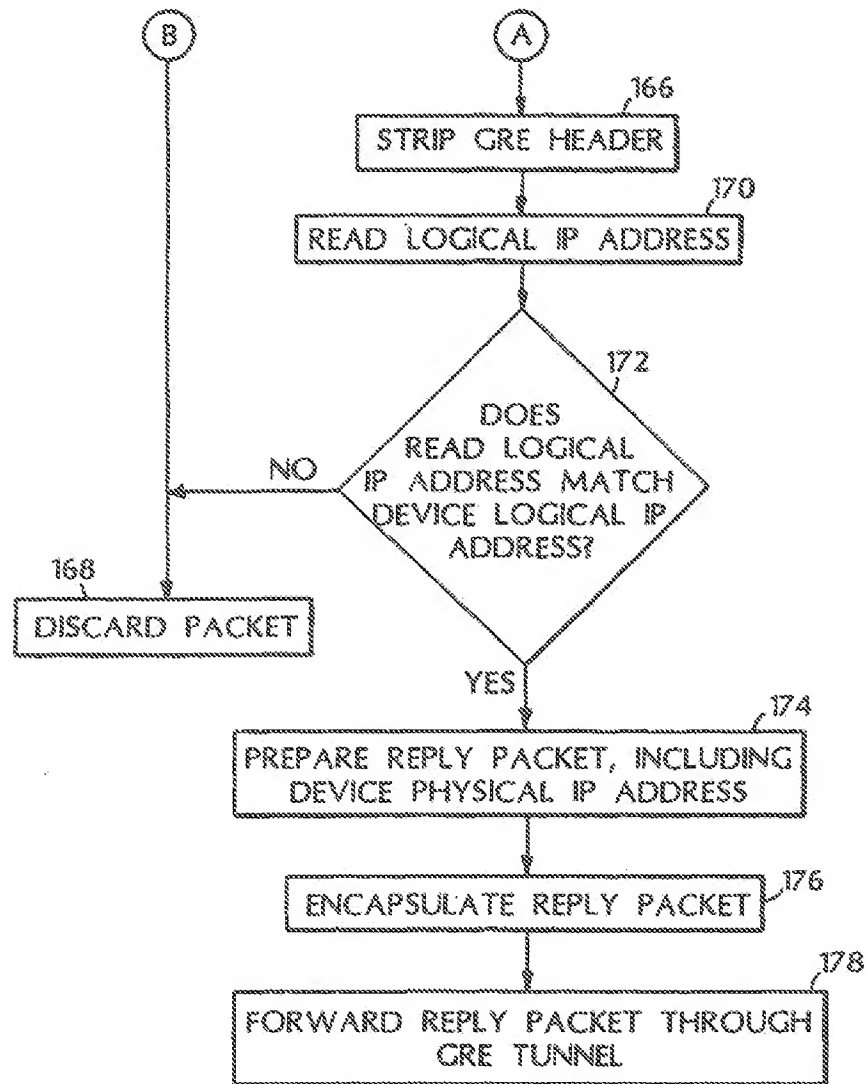 B
A
166
STRIP GRE HEADER
170
READ LOGICAL IP ADDRESS
172
DOES
READ LOGICAL
IP ADDRESS MATCH
DEVICE LOGICAL IP
ADDRESS?
NO
168
DISCARD PACKET
YES
174
PREPARE REPLY PACKET, INCLUDING
DEVICE PHYSICAL IP ADDRESS
176
ENCAPSULATE REPLY PACKET
178
FORWARD REPLY PACKET THROUGH
GRE TUNNEL